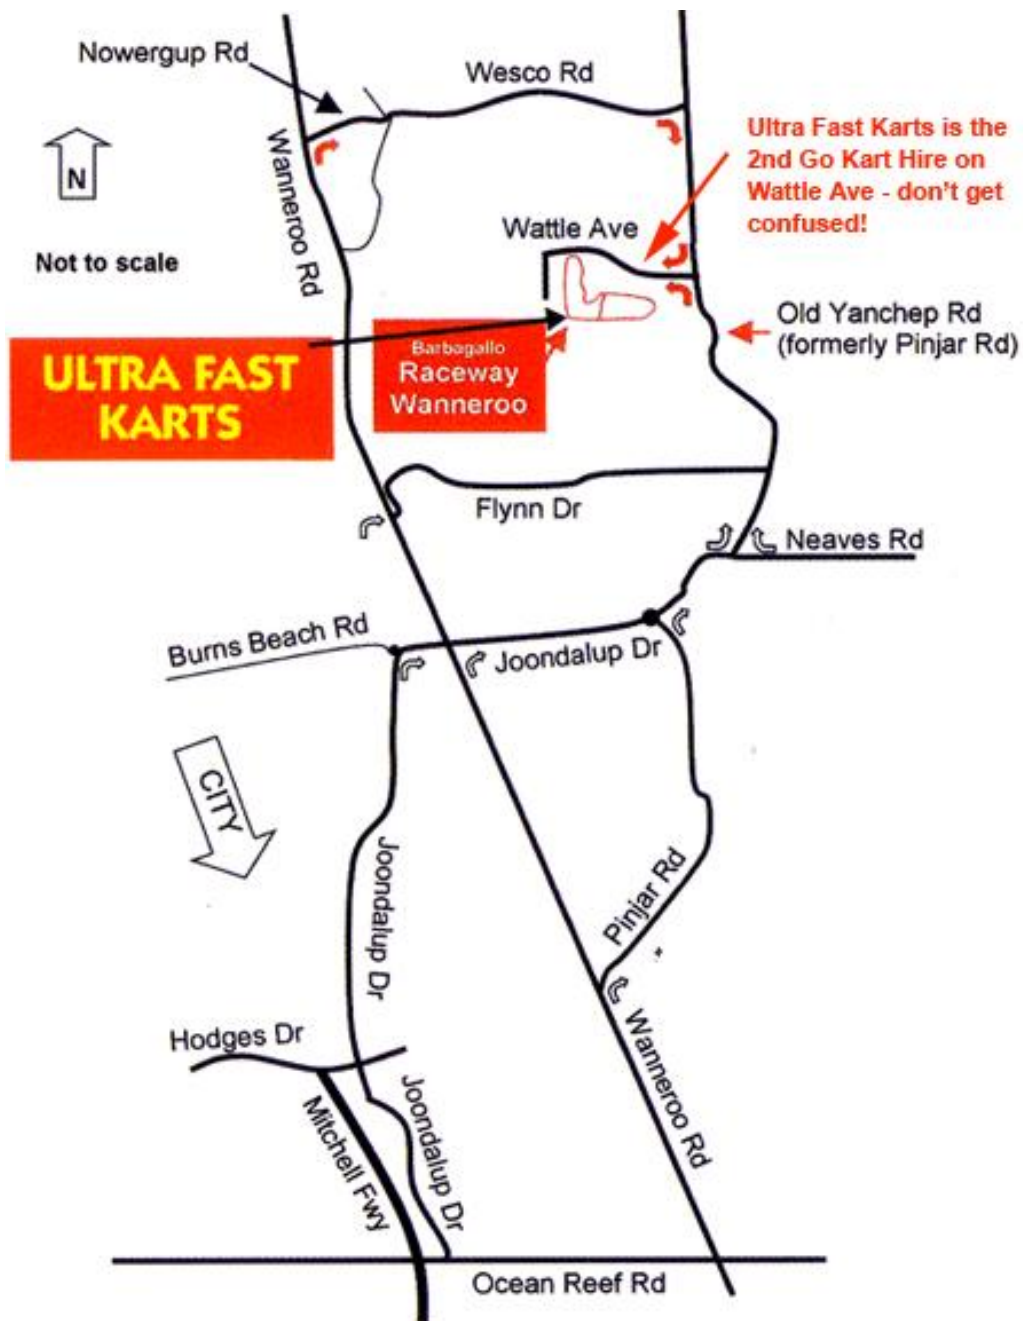 Nowergup Rd
Wesco Rd
Ultra Fast Karts is the
2nd Go Kart Hire on
Wattle Ave - don't get
confused!
N
Wanneroo Rd
Wattle Ave
Not to scale
Old Yanchep Rd
(formerly Pinjar Rd)
ULTRA FAST
KARTS
Barbagallo
Raceway
Wanneroo
Flynn Dr
Neaves Rd
Burns Beach Rd
Joondalup Dr
CITY
Joondalup Dr
Pinjar Rd
Hodges Dr
Wanneroo Rd
Joondalup Dr
Mitchell Fwy
Ocean Reef Rd